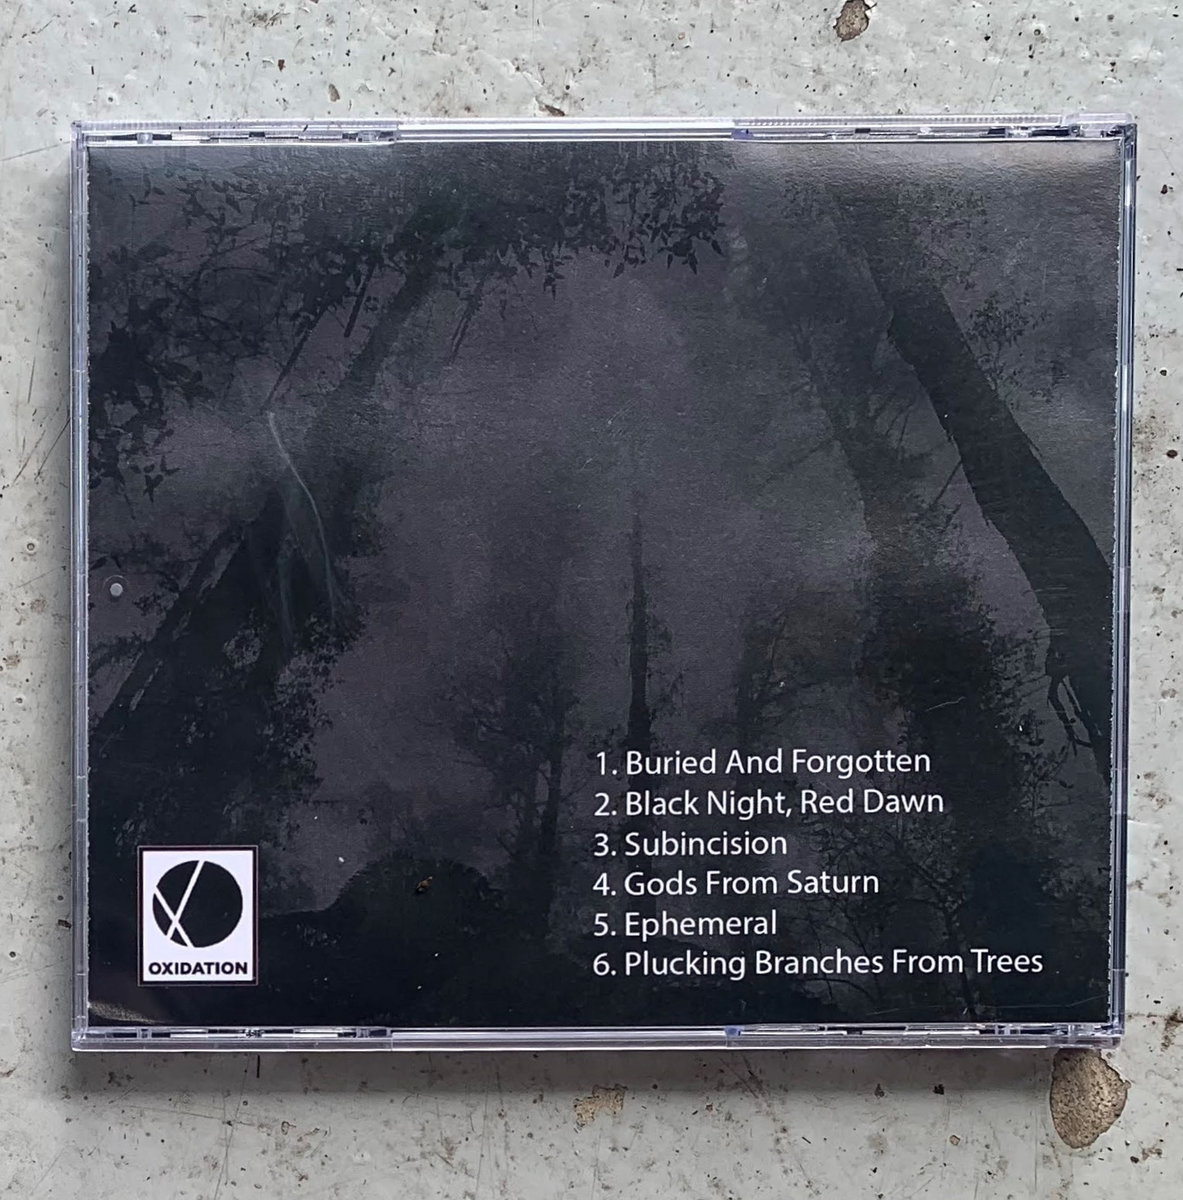 1. Buried And Forgotten
2. Black Night, Red Dawn
3. Subincision
4. Gods From Saturn
5. Ephemeral
6. Plucking Branches From Trees
OXIDATION